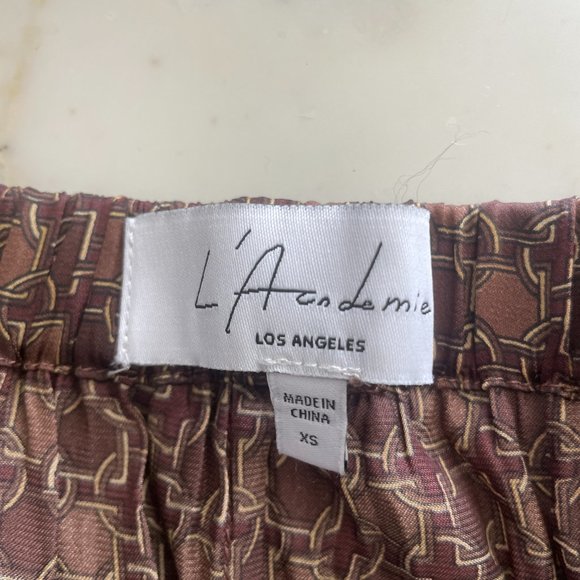 L'Academie
LOS ANGELES
MADE IN
CHINA
XS